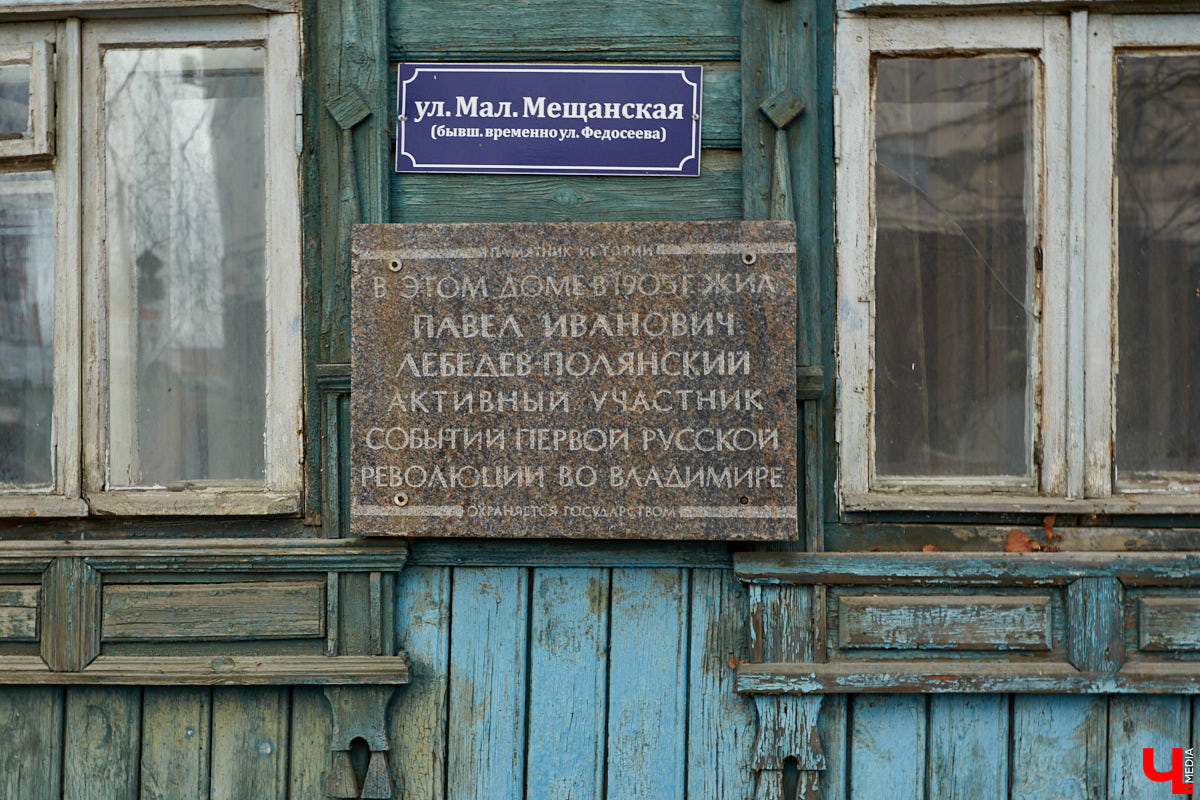 ул. Мал. Мещанская
(бывш. временно ул. Федосеева)
ПАМЯТНИК ИСТОРИИ
В ЭТОМ ДОМЕ В 1905 Г. ЖИЛ
ПАВЕЛ ИВАНОВИЧ
ЛЕБЕДЕВ-ПОЛЯНСКИЙ
АКТИВНЫЙ УЧАСТНИК
СОБЫТИЙ ПЕРВОЙ РУССКОЙ
РЕВОЛЮЦИИ ВО ВЛАДИМИРЕ
ОХРАНЯЕТСЯ ГОСУДАРСТВОМ
Ч MEDIA